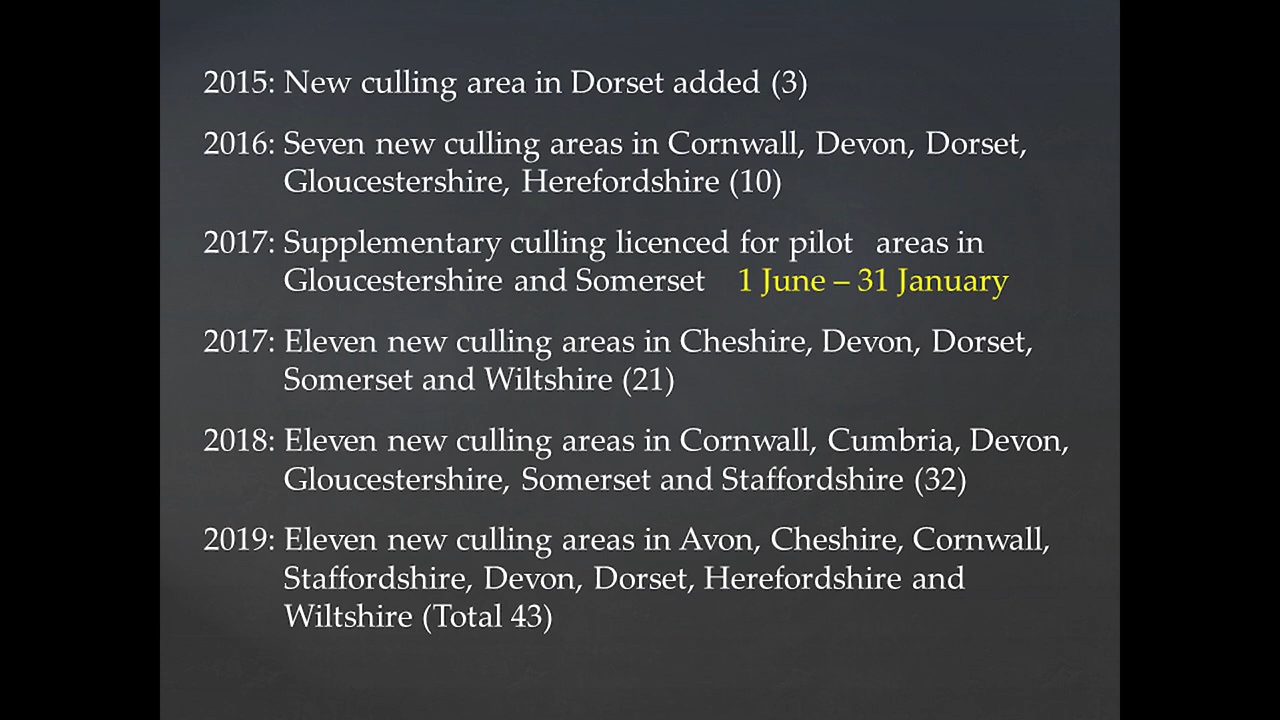 2015: New culling area in Dorset added (3)
2016: Seven new culling areas in Cornwall, Devon, Dorset,
Gloucestershire, Herefordshire (10)
2017: Supplementary culling licenced for pilot areas in
Gloucestershire and Somerset 1 June – 31 January
2017: Eleven new culling areas in Cheshire, Devon, Dorset,
Somerset and Wiltshire (21)
2018: Eleven new culling areas in Cornwall, Cumbria, Devon,
Gloucestershire, Somerset and Staffordshire (32)
2019: Eleven new culling areas in Avon, Cheshire, Cornwall,
Staffordshire, Devon, Dorset, Herefordshire and
Wiltshire (Total 43)